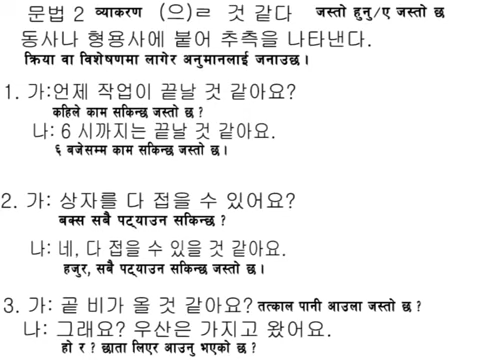 문법 2 व्याकरण (으)ㄹ 것 같다 जस्तो हुनु/ए जस्तो छ
동사나 형용사에 붙어 추측을 나타낸다.
क्रिया वा विशेषणमा लागेर अनुमानलाई जनाउछ ।
1. 가:언제 작업이 끝날 것 같아요?
कहिले काम सकिन्छ जस्तो छ ?
나: 6 시까지는 끝날 것 같아요.
६ बजेसम्म काम सकिन्छ जस्तो छ ।
2. 가: 상자를 다 접을 수 있어요?
बक्स सबै पट्याउन सकिन्छ ?
나: 네, 다 접을 수 있을 것 같아요.
हजुर, सबै पट्याउन सकिन्छ जस्तो छ ।
3. 가: 곧 비가 올 것 같아요? तत्काल पानी आउला जस्तो छ ?
나: 그래요? 우산은 가지고 왔어요.
हो र ? छाता लिएर आउनु भएको छ ?